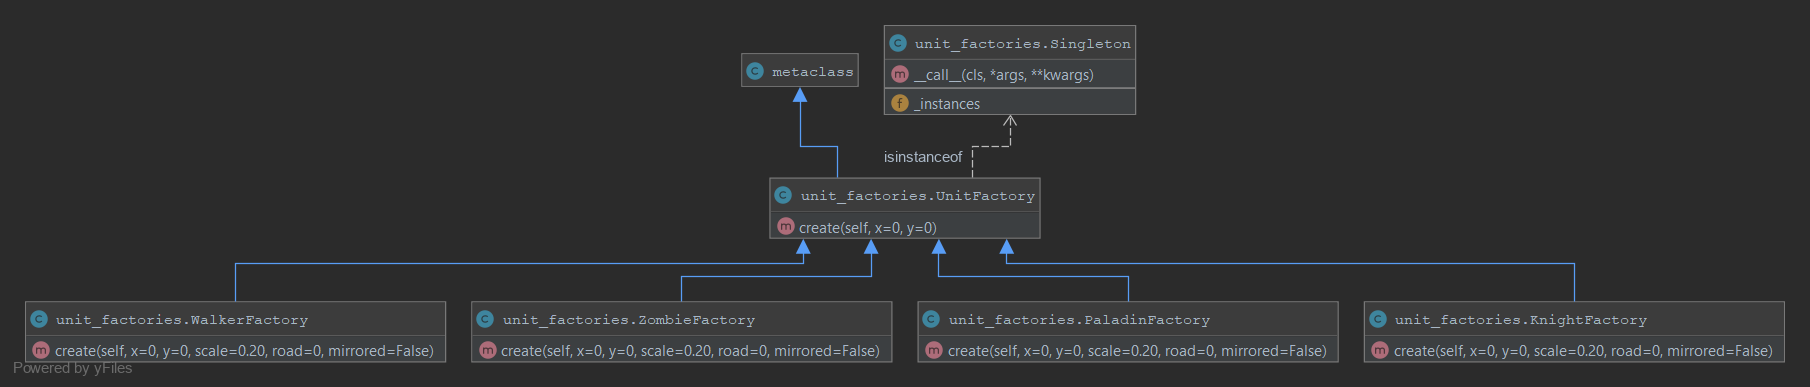 unit_factories.Singleton
metaclass
__call__(cls, *args, **kwargs)
_instances
isinstanceof
unit_factories.UnitFactory
create(self, x=0, y=0)
unit_factories.WalkerFactory
create(self, x=0, y=0, scale=0.20, road=0, mirrored=False)
unit_factories.ZombieFactory
create(self, x=0, y=0, scale=0.20, road=0, mirrored=False)
unit_factories.PaladinFactory
create(self, x=0, y=0, scale=0.20, road=0, mirrored=False)
unit_factories.KnightFactory
create(self, x=0, y=0, scale=0.20, road=0, mirrored=False)
Powered by yFiles